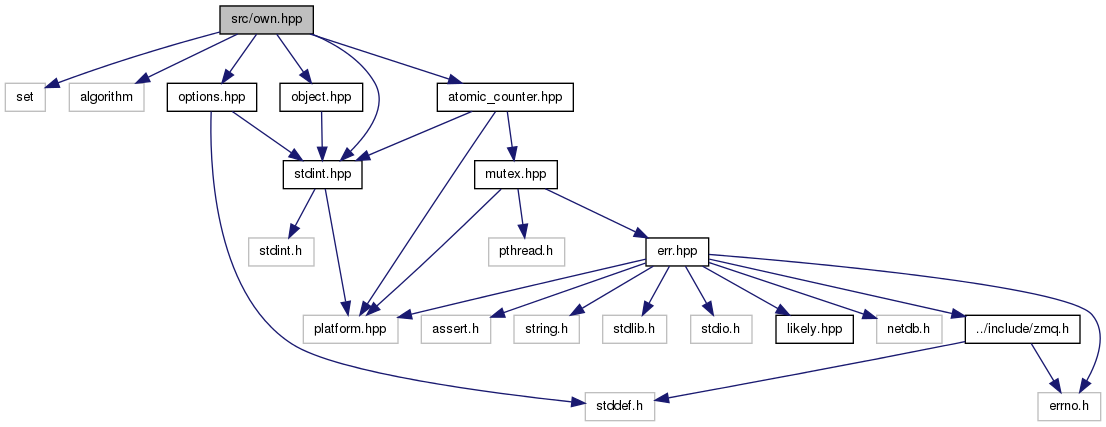 src/own.hpp
set
algorithm
options.hpp
object.hpp
atomic_counter.hpp
stdint.hpp
mutex.hpp
stdint.h
pthread.h
err.hpp
platform.hpp
assert.h
string.h
stdlib.h
stdio.h
likely.hpp
netdb.h
../include/zmq.h
stddef.h
errno.h